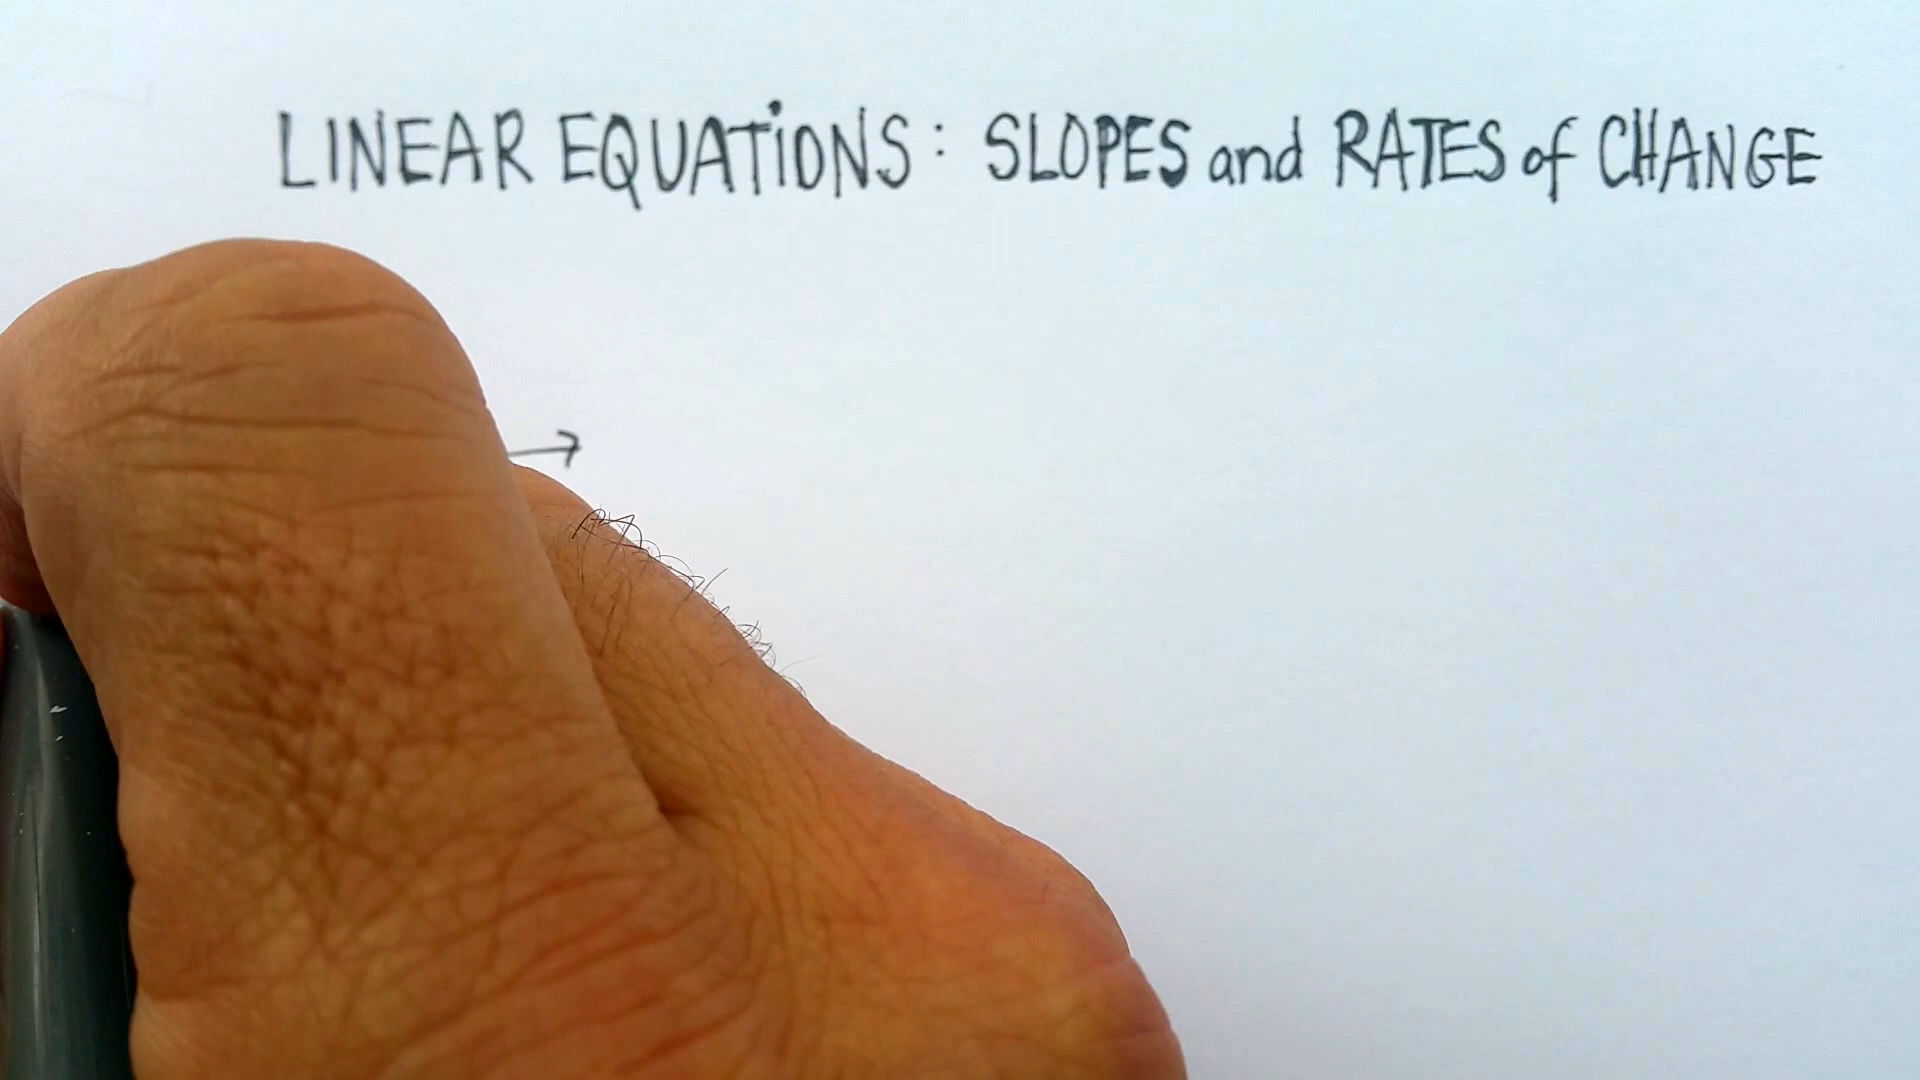 LINEAR EQUATiONS: SLOPES and RATES of CHANGE
→